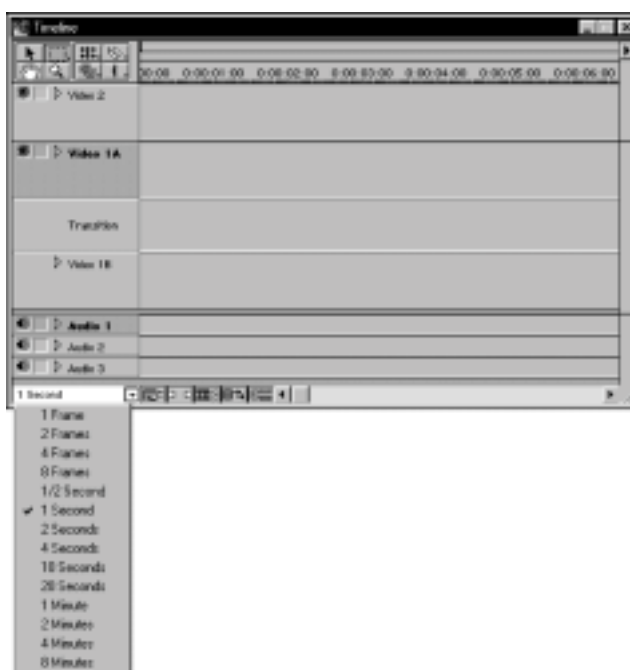 Timeline
00:00 0:00:01:00 0:00:02:00 0:00:03:00 0:00:04:00 0:00:05:00 0:00:06:00
Video 2
Video 1A
Transition
Video 1B
Audio 1
Audio 2
Audio 3
1 Second
1 Frame
2 Frames
4 Frames
8 Frames
1/2 Second
1 Second
2 Seconds
4 Seconds
10 Seconds
20 Seconds
1 Minute
2 Minutes
4 Minutes
8 Minutes